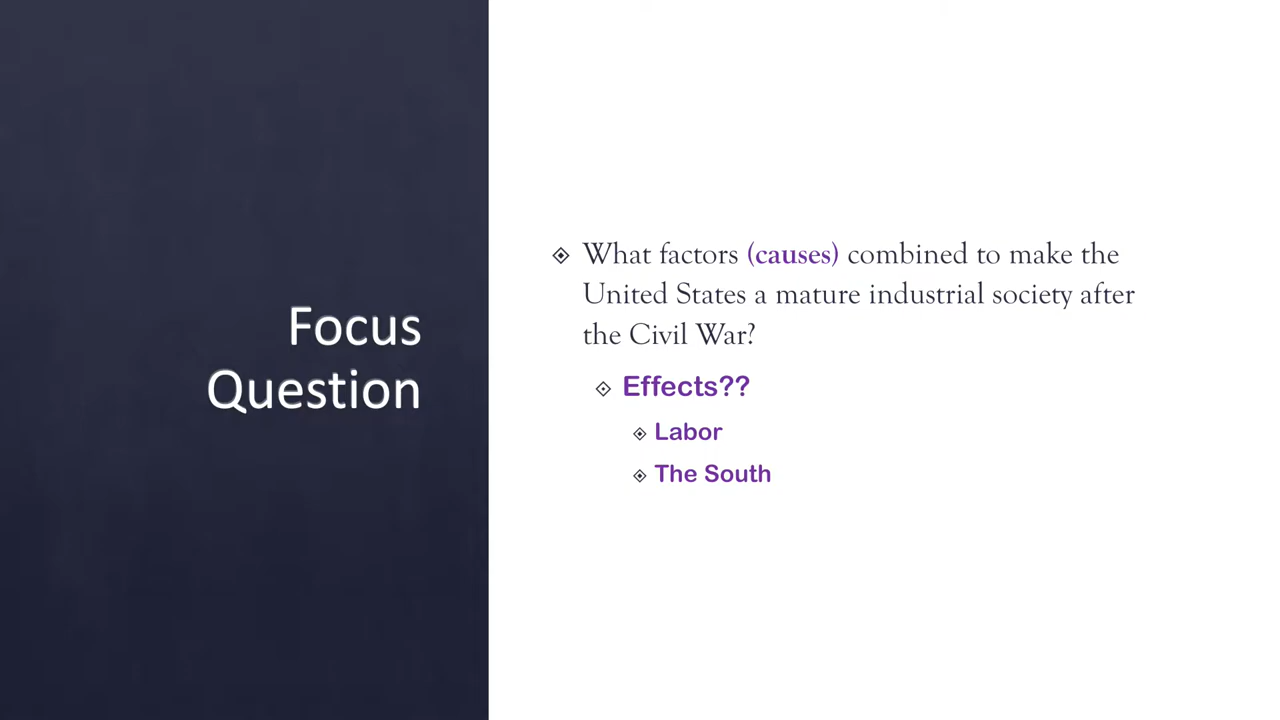 Focus
Question
What factors (causes) combined to make the
United States a mature industrial society after
the Civil War?
Effects??
Labor
The South